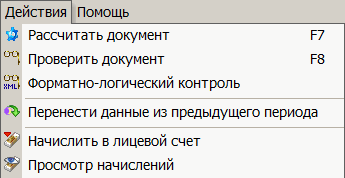 Действия Помощь
Рассчитать документ F7
Проверить документ F8
XML Форматно-логический контроль
Перенести данные из предыдущего периода
Начислить в лицевой счет
Просмотр начислений